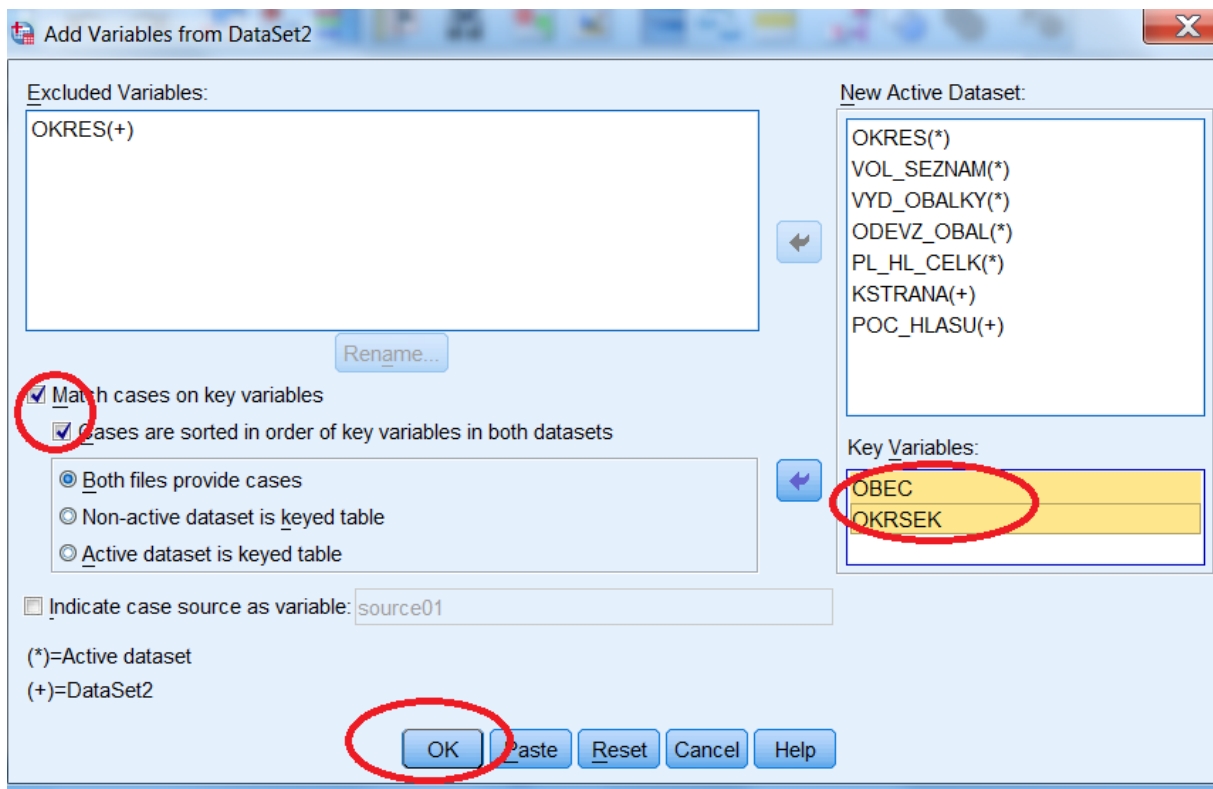 Add Variables from DataSet2
Excluded Variables:
OKRES(+)
Rename...
Match cases on key variables
Cases are sorted in order of key variables in both datasets
Both files provide cases
Non-active dataset is keyed table
Active dataset is keyed table
Indicate case source as variable: source01
(*)=Active dataset
(+)=DataSet2
New Active Dataset:
OKRES(*)
VOL_SEZNAM(*)
VYD_OBALKY(*)
ODEVZ_OBAL(*)
PL_HL_CELK(*)
KSTRANA(+)
POC_HLASU(+)
Key Variables:
OBEC
OKRSEK
OK Paste Reset Cancel Help